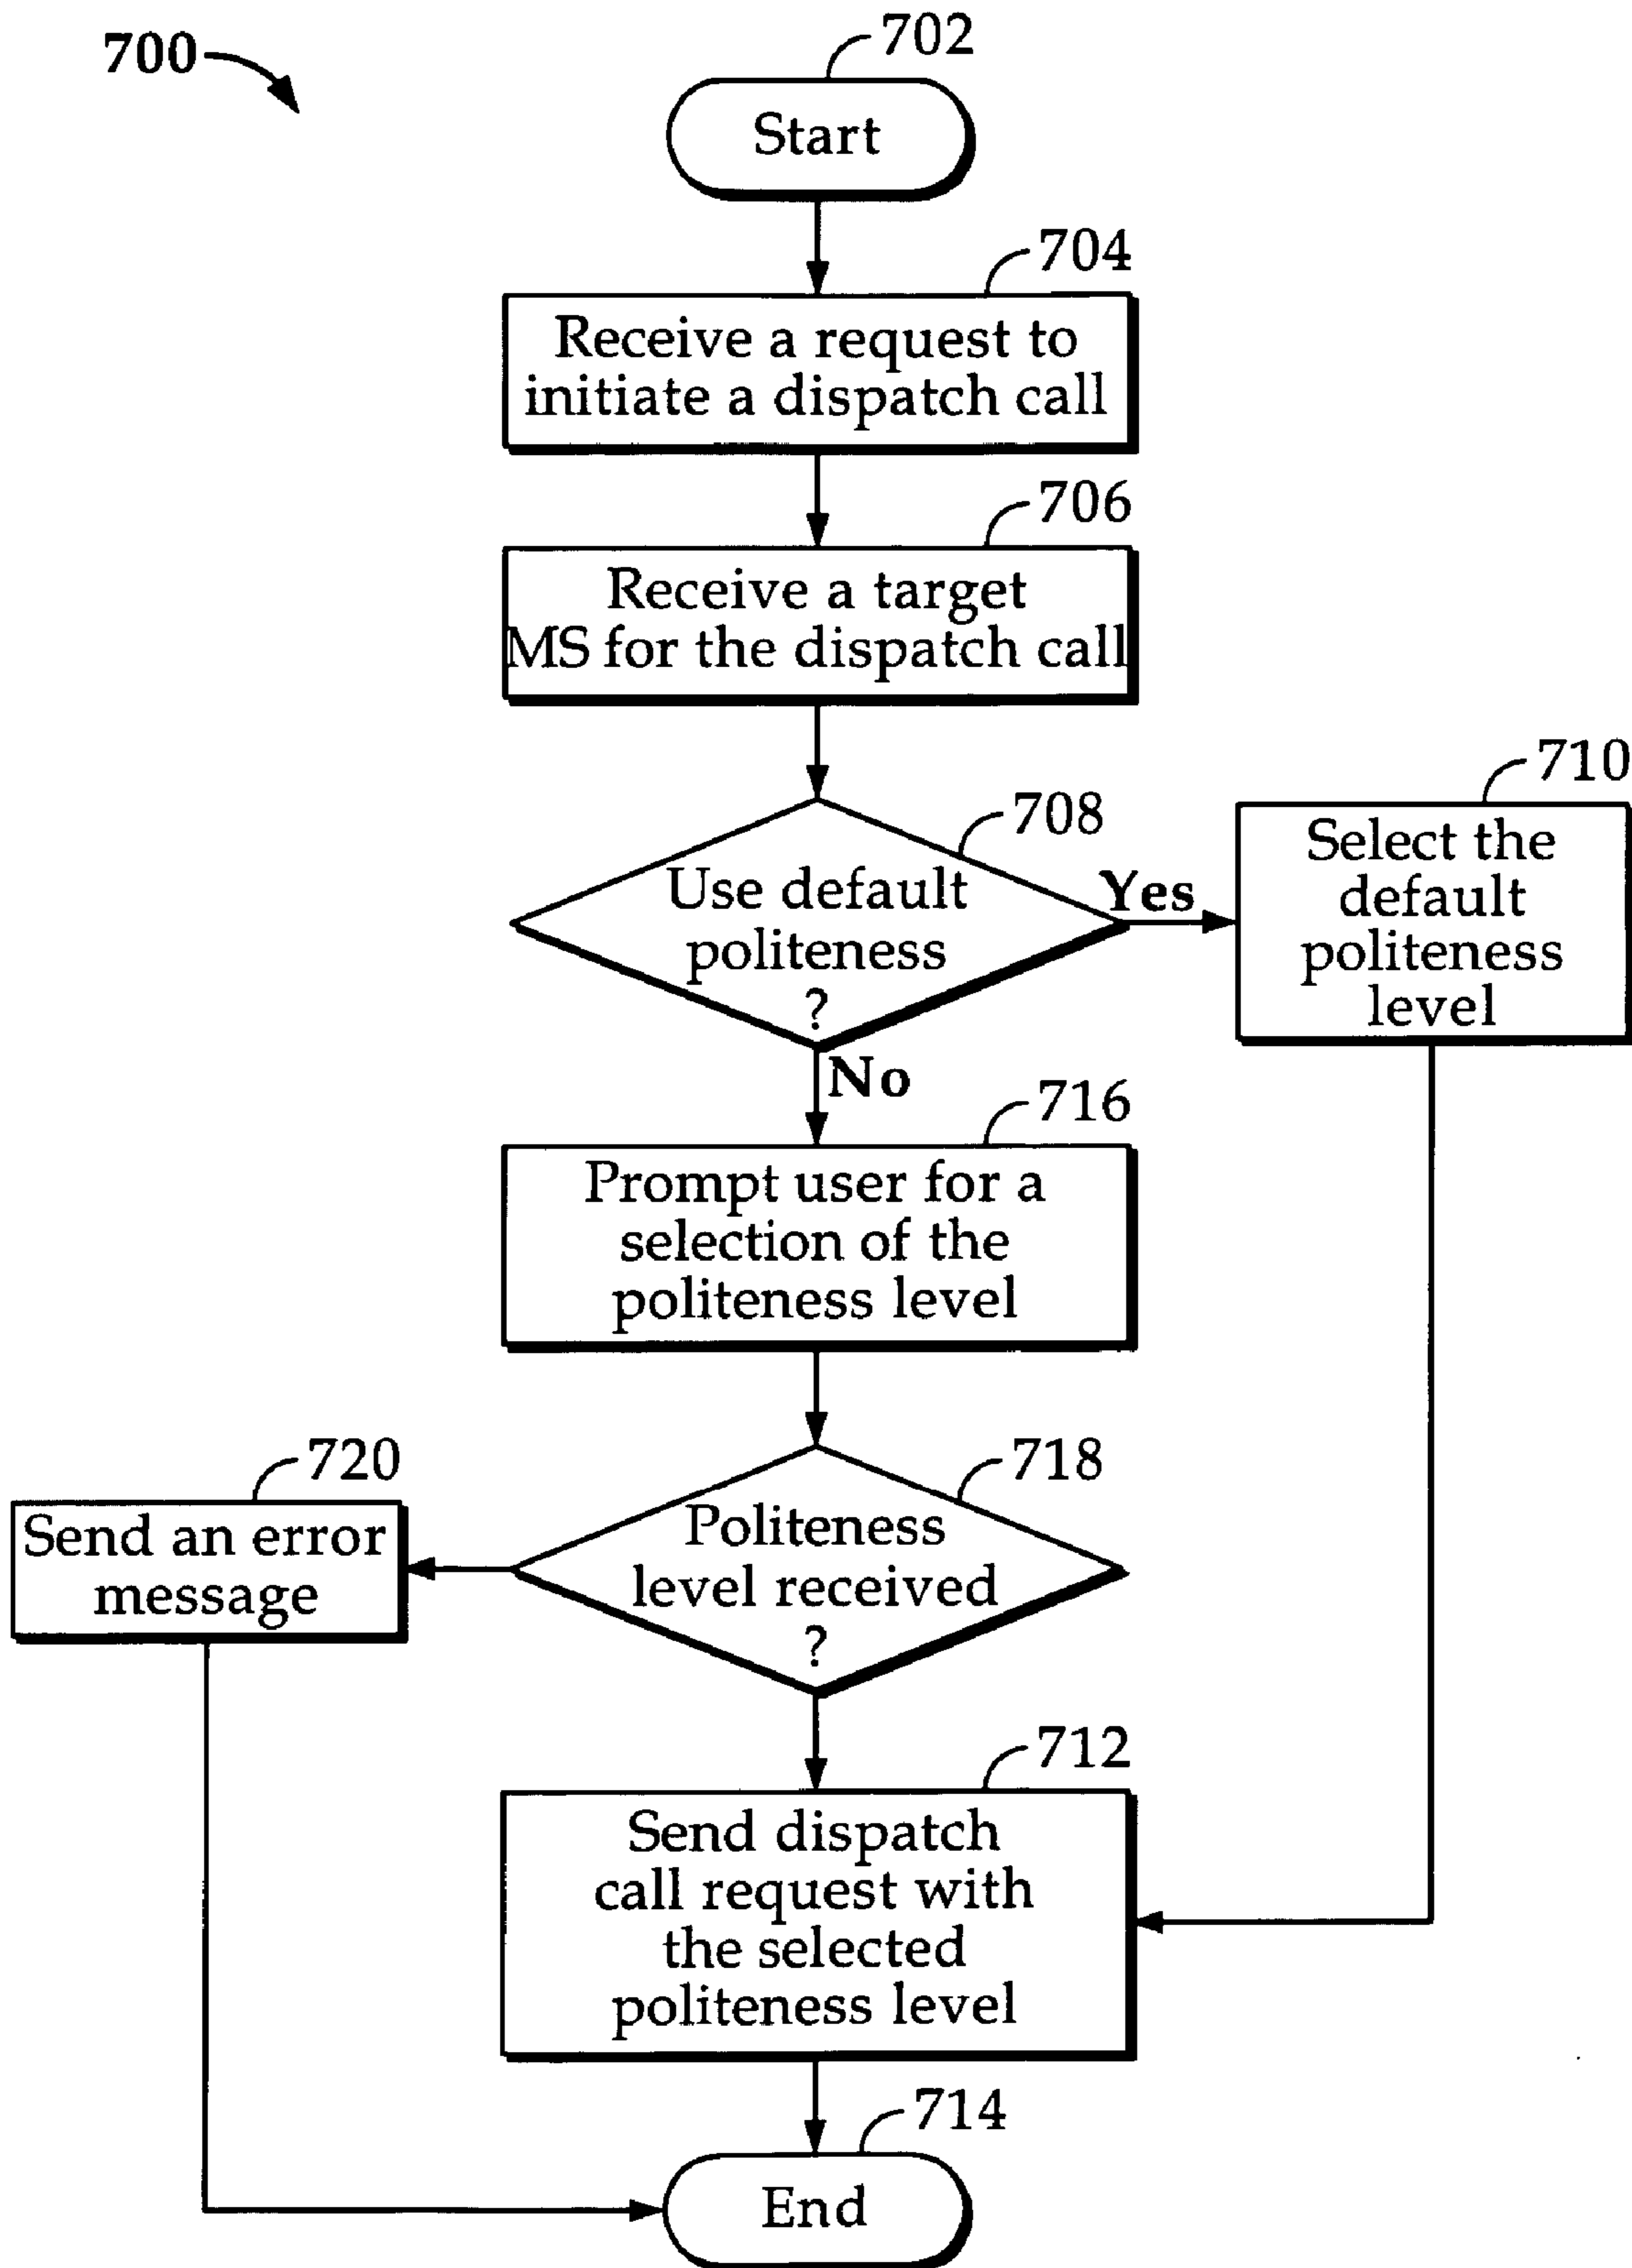 700
702
Start
704
Receive a request to
initiate a dispatch call
706
Receive a target
MS for the dispatch call
708
Use default
politeness
?
Yes
710
Select the
default
politeness
level
No
716
Prompt user for a
selection of the
politeness level
718
Politeness
level received
?
720
Send an error
message
712
Send dispatch
call request with
the selected
politeness level
714
End